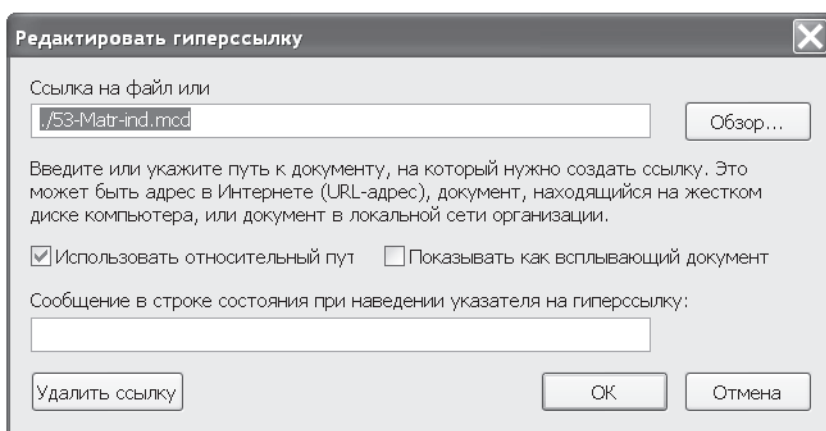 Редактировать гиперссылку
Ссылка на файл или
./53-Matr-ind.mcd
Обзор...
Введите или укажите путь к документу, на который нужно создать ссылку. Это
может быть адрес в Интернете (URL-адрес), документ, находящийся на жестком
диске компьютера, или документ в локальной сети организации.
Использовать относительный пут Показывать как всплывающий документ
Сообщение в строке состояния при наведении указателя на гиперссылку:
Удалить ссылку ОК Отмена